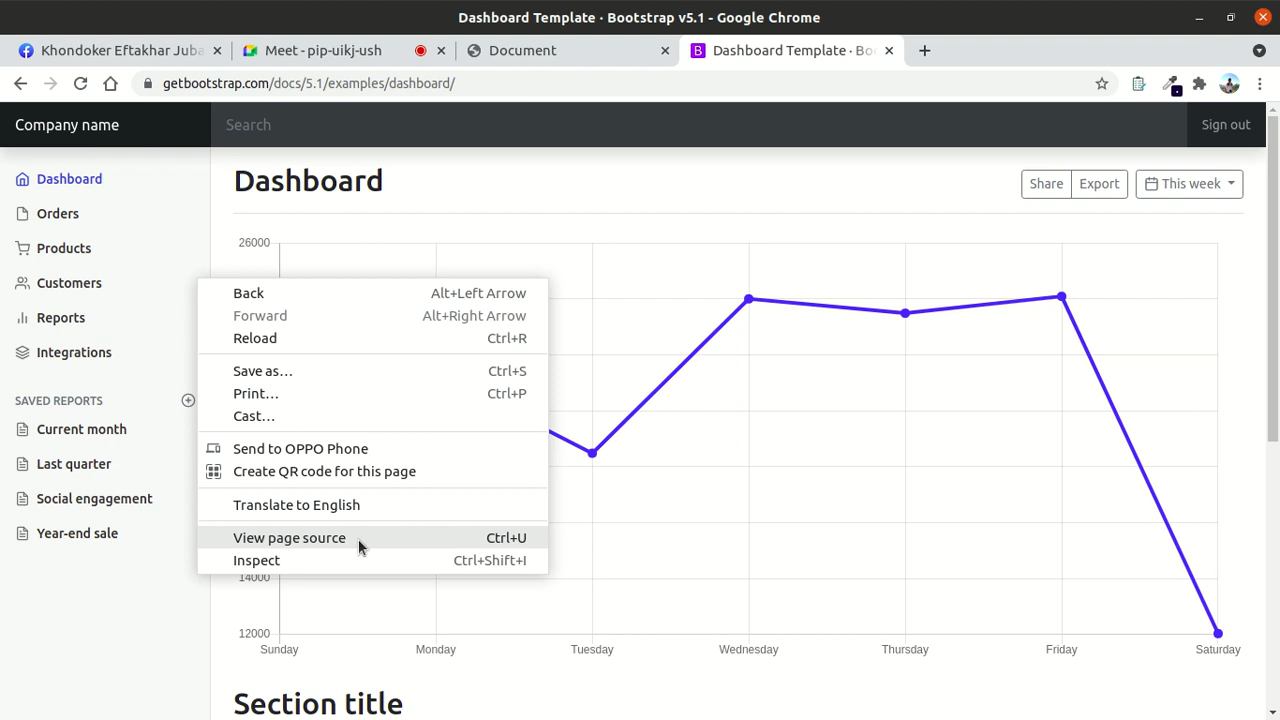 Dashboard Template · Bootstrap v5.1 - Google Chrome
Khondoker Eftakhar Juba
Meet - pip-uikj-ush
Document
Dashboard Template · Bo
getbootstrap.com/docs/5.1/examples/dashboard/
Company name
Search
Sign out
Dashboard
Orders
Products
Customers
Reports
Integrations
SAVED REPORTS
Current month
Last quarter
Social engagement
Year-end sale
Dashboard
Share
Export
This week
26000
14000
12000
Sunday
Monday
Tuesday
Wednesday
Thursday
Friday
Saturday
Back Alt+Left Arrow
Forward Alt+Right Arrow
Reload Ctrl+R
Save as... Ctrl+S
Print... Ctrl+P
Cast...
Send to OPPO Phone
Create QR code for this page
Translate to English
View page source Ctrl+U
Inspect Ctrl+Shift+I
Section title